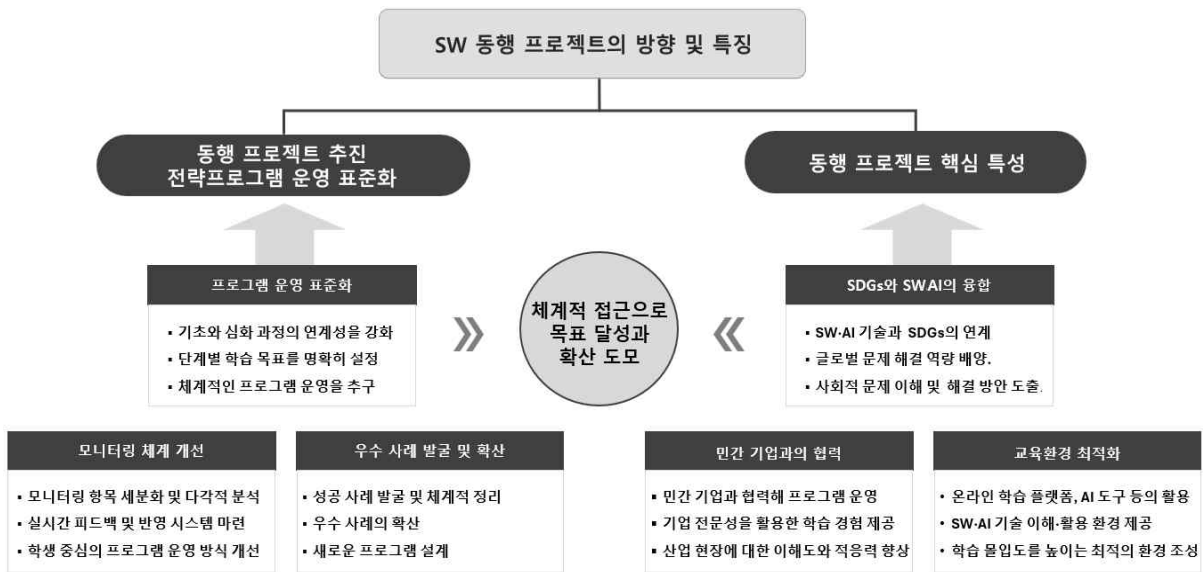 SW 동행 프로젝트의 방향 및 특징
동행 프로젝트 추진
전략프로그램 운영 표준화
동행 프로젝트 핵심 특성
프로그램 운영 표준화
▪ 기초와 심화 과정의 연계성을 강화
▪ 단계별 학습 목표를 명확히 설정
▪ 체계적인 프로그램 운영을 추구
체계적 접근으로
목표 달성과
확산 도모
SDGs와 SWAI의 융합
▪ SW·AI 기술과 SDGs의 연계
▪ 글로벌 문제 해결 역량 배양.
▪ 사회적 문제 이해 및 해결 방안 도출.
모니터링 체계 개선
▪ 모니터링 항목 세분화 및 다각적 분석
▪ 실시간 피드백 및 반영 시스템 마련
▪ 학생 중심의 프로그램 운영 방식 개선
우수 사례 발굴 및 확산
▪ 성공 사례 발굴 및 체계적 정리
▪ 우수 사례의 확산
▪ 새로운 프로그램 설계
민간 기업과의 협력
▪ 민간 기업과 협력해 프로그램 운영
▪ 기업 전문성을 활용한 학습 경험 제공
▪ 산업 현장에 대한 이해도와 적응력 향상
교육환경 최적화
▪ 온라인 학습 플랫폼, AI 도구 등의 활용
▪ SW·AI 기술 이해·활용 환경 제공
▪ 학습 몰입도를 높이는 최적의 환경 조성